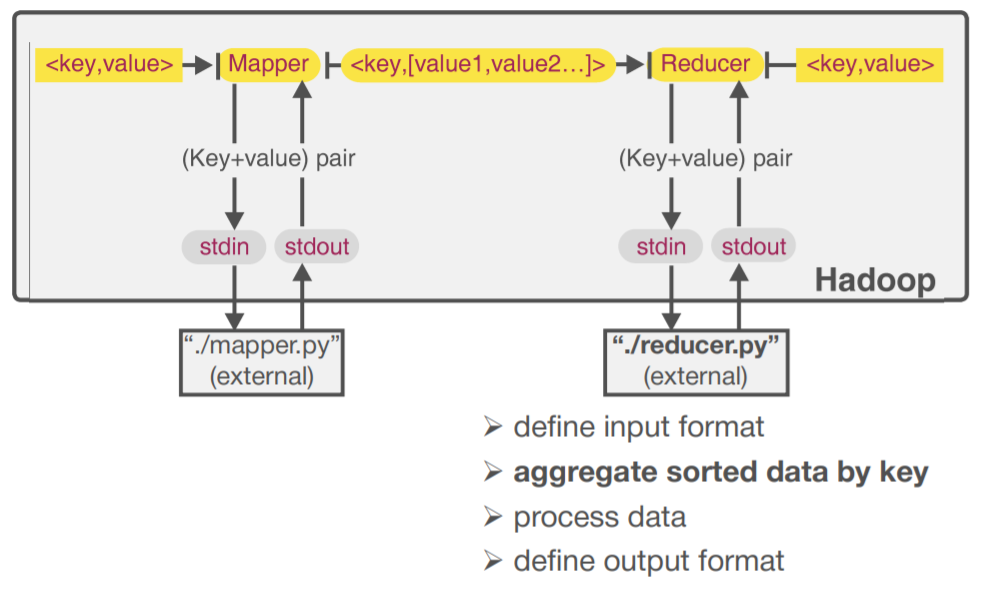 <key,value>
Mapper
<key,[value1,value2...]>
Reducer
<key,value>
(Key+value) pair
(Key+value) pair
stdin
stdout
stdin
stdout
Hadoop
“./mapper.py”
(external)
“./reducer.py”
(external)
➢ define input format
➢ aggregate sorted data by key
➢ process data
➢ define output format